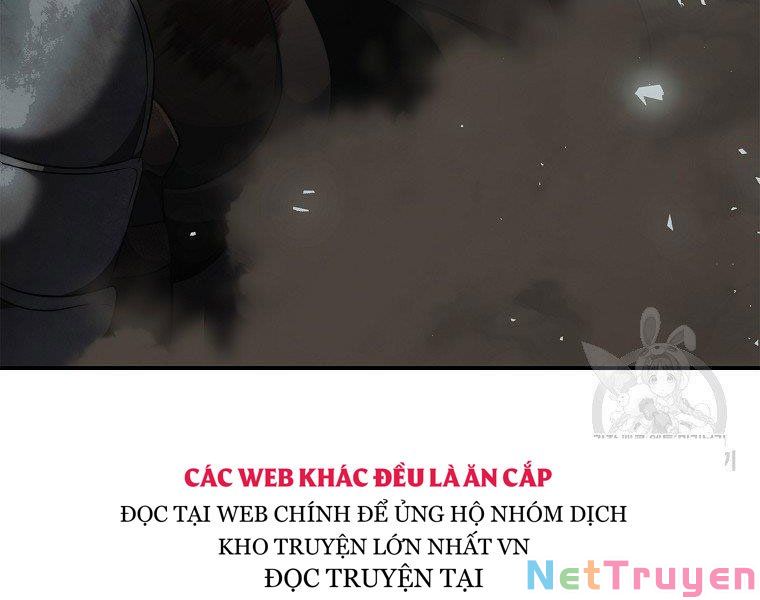 CÁC WEB KHÁC ĐỀU LÀ ĂN CẮP
ĐỌC TẠI WEB CHÍNH ĐỂ ỦNG HỘ NHÓM DỊCH
KHO TRUYỆN LỚN NHẤT VN
ĐỌC TRUYỆN TẠI
NetTruyen